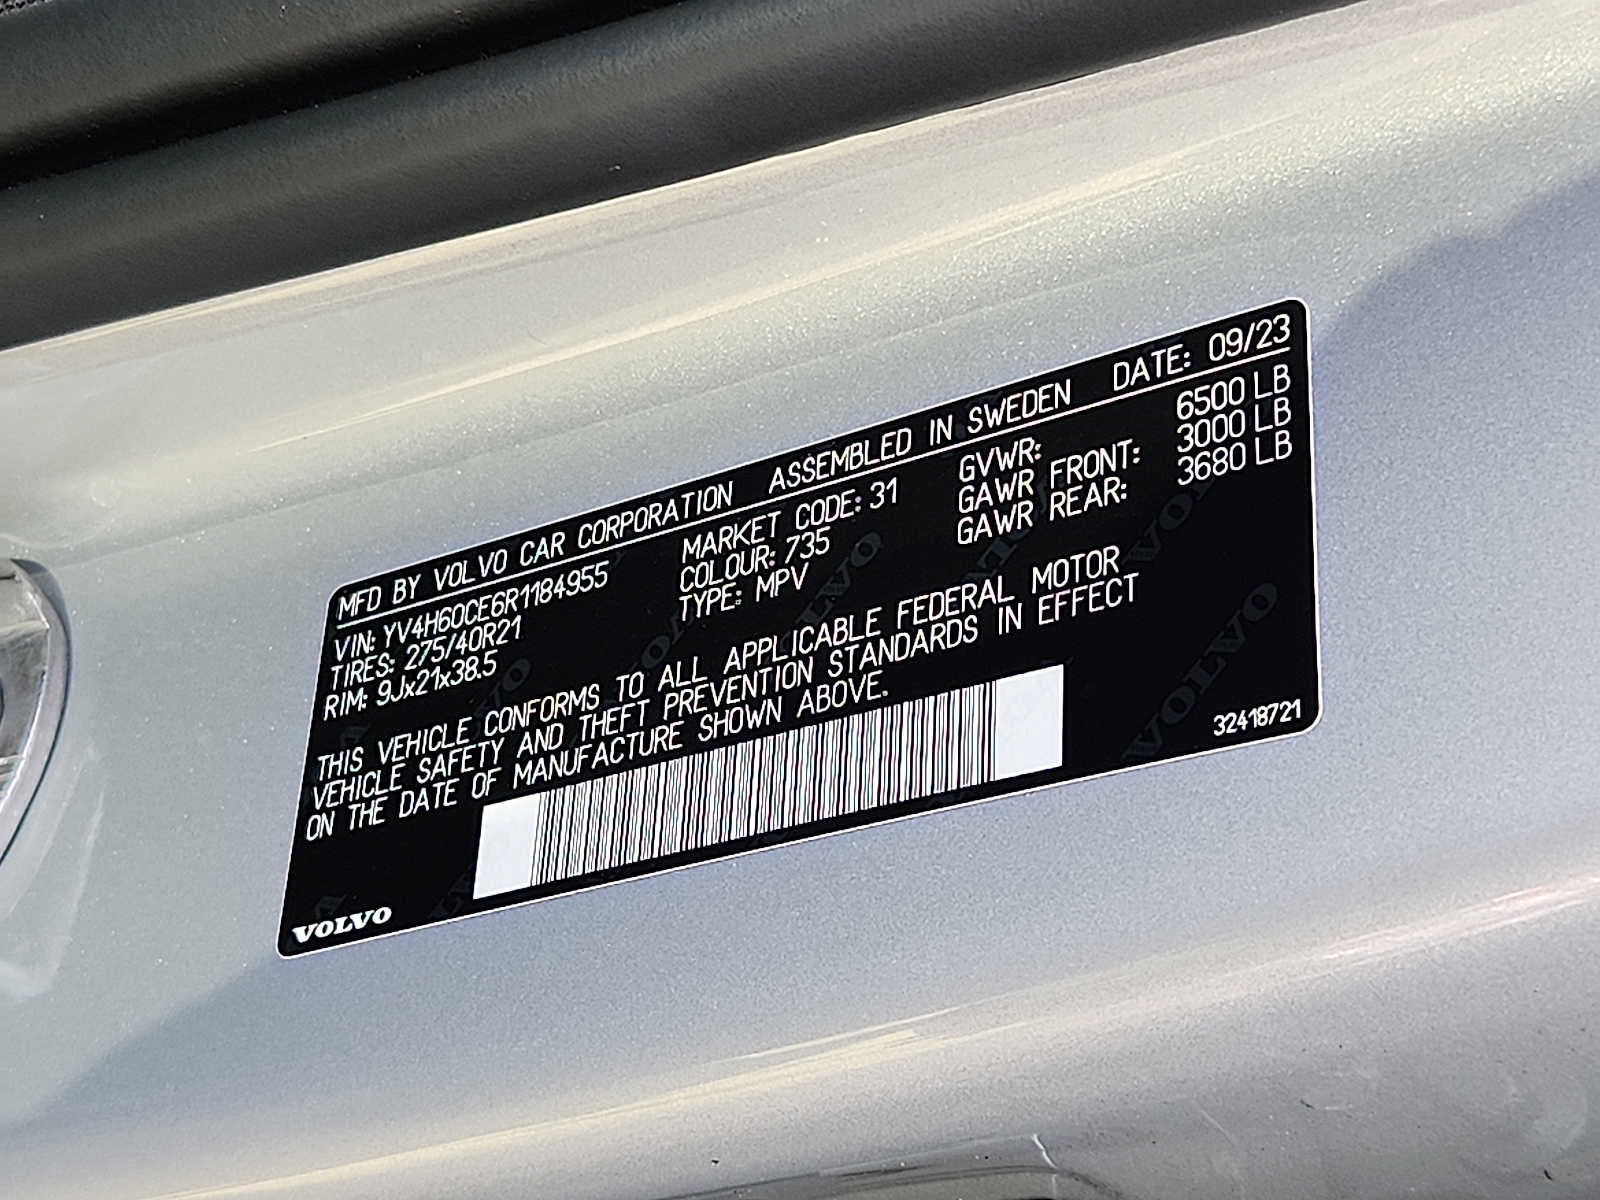 MFD BY VOLVO CAR CORPORATION ASSEMBLED IN SWEDEN DATE: 09/23
VIN: YV4H60CE6R1184955
TIRES: 275/40R21
RIM: 9Jx21x38.5
MARKET CODE: 31
COLOUR: 735
TYPE: MPV
GVWR: 6500 LB
GAWR FRONT: 3000 LB
GAWR REAR: 3680 LB
THIS VEHICLE CONFORMS TO ALL APPLICABLE FEDERAL MOTOR
VEHICLE SAFETY AND THEFT PREVENTION STANDARDS IN EFFECT
ON THE DATE OF MANUFACTURE SHOWN ABOVE.
32418721
VOLVO